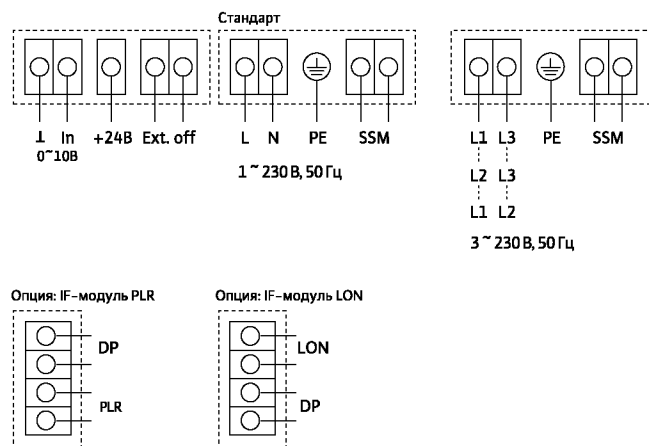 Стандарт
⊥ In +24В Ext. off L N PE SSM L1 L3 PE SSM
0~10В
L2 L3
1 ~ 230 В, 50 Гц
L1 L2
3 ~ 230 В, 50 Гц
Опция: IF-модуль PLR Опция: IF-модуль LON
DP LON
PLR DP